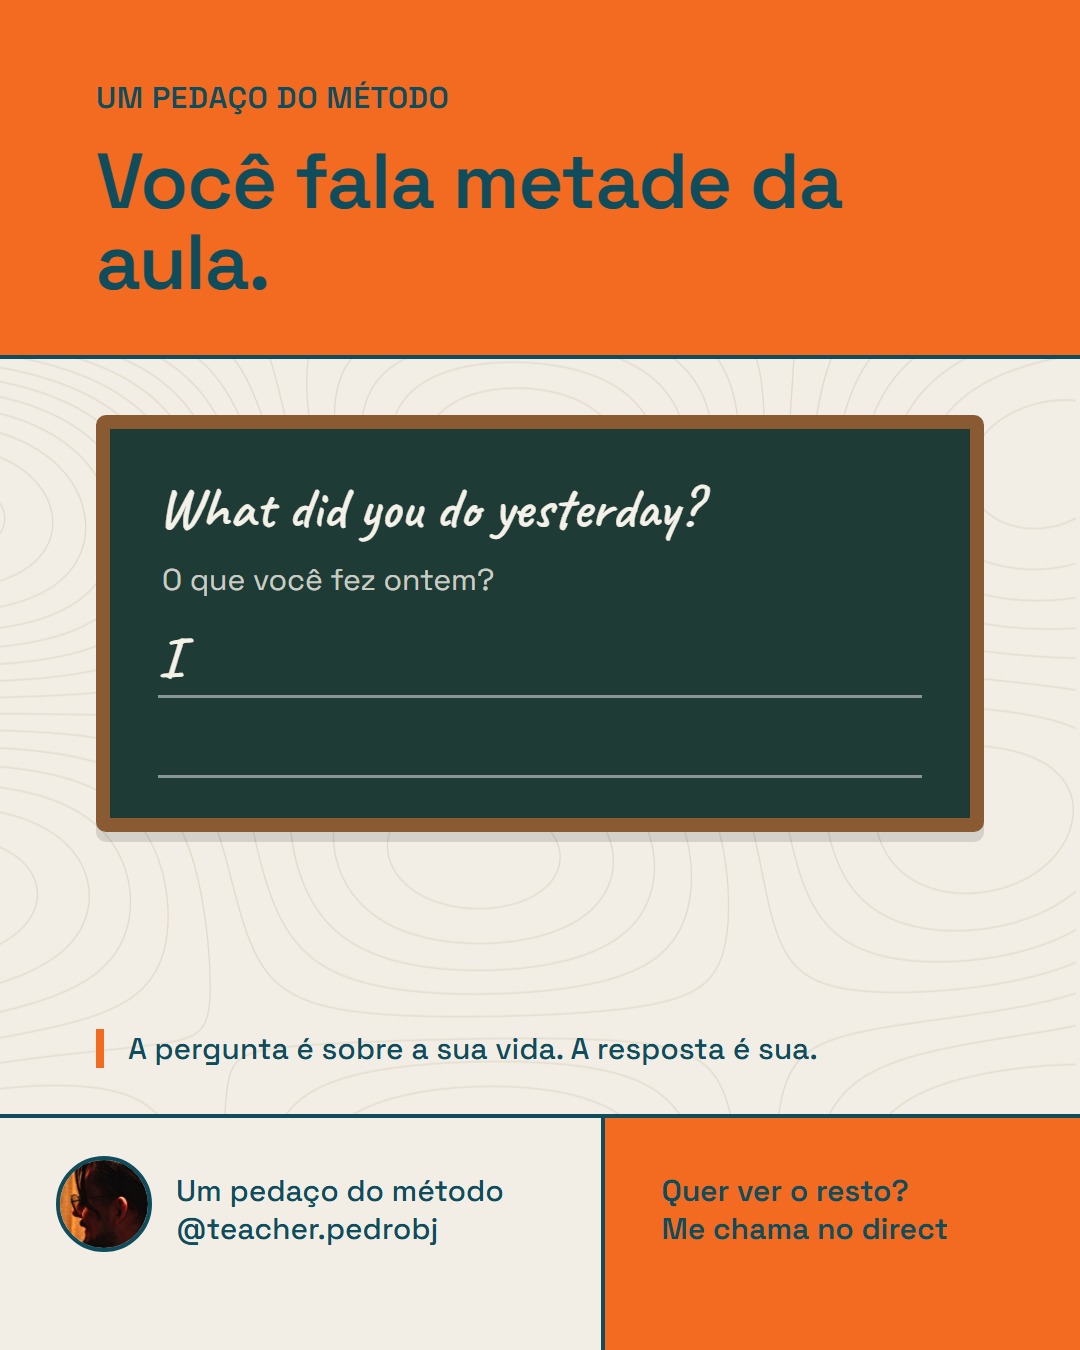 UM PEDAÇO DO MÉTODO
Você fala metade da
aula.
What did you do yesterday?
O que você fez ontem?
I
A pergunta é sobre a sua vida. A resposta é sua.
Um pedaço do método
@teacher.pedrobj
Quer ver o resto?
Me chama no direct